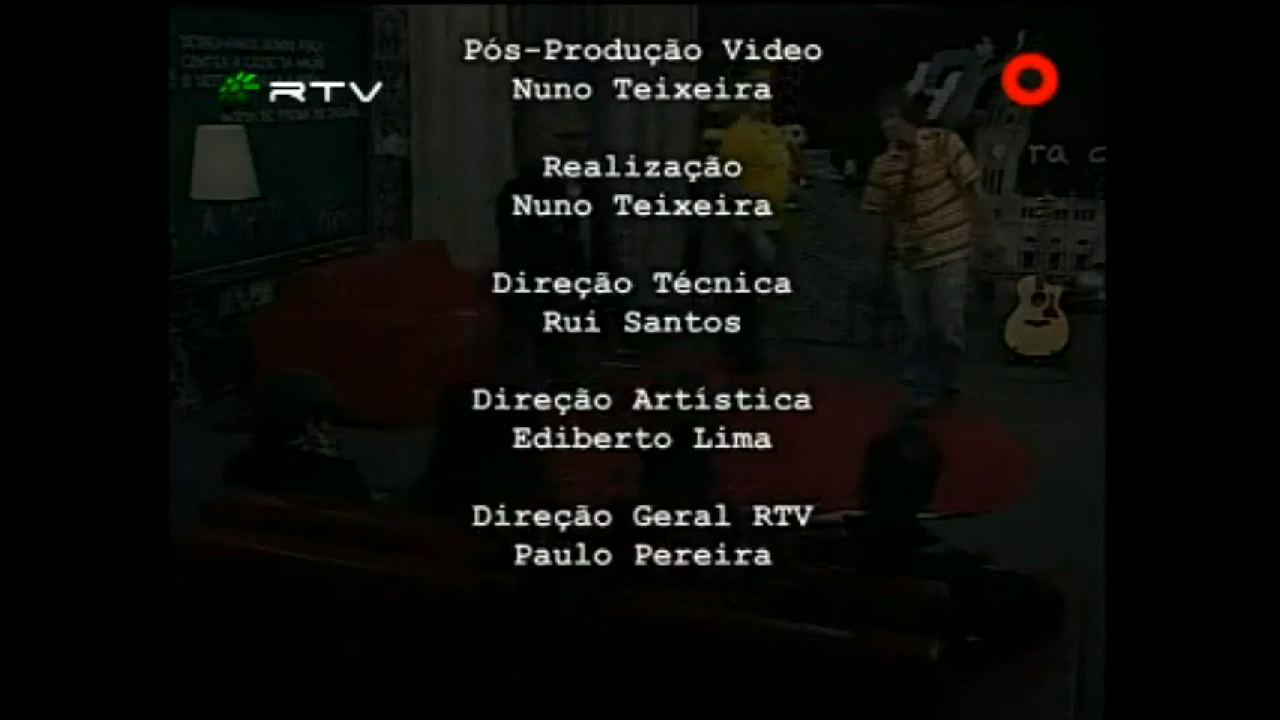 Pós-Produção Video
Nuno Teixeira
RTV
Realização
Nuno Teixeira
ra c
Direção Técnica
Rui Santos
Direção Artística
Ediberto Lima
Direção Geral RTV
Paulo Pereira